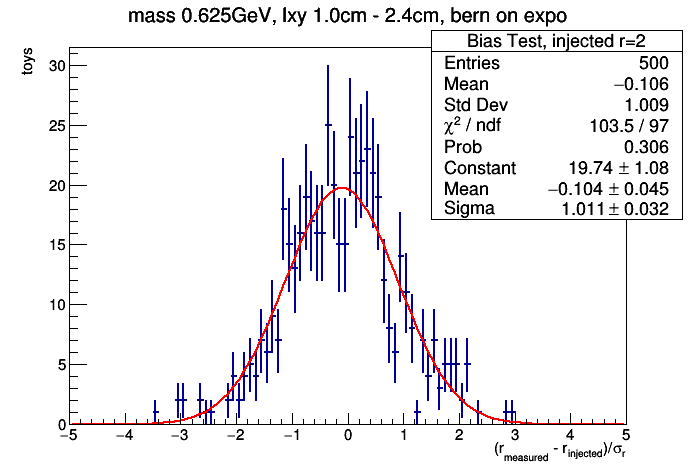 mass 0.625GeV, lxy 1.0cm - 2.4cm, bern on expo
Bias Test, injected r=2
Entries 500
Mean −0.106
Std Dev 1.009
χ² / ndf 103.5 / 97
Prob 0.306
Constant 19.74 ± 1.08
Mean −0.104 ± 0.045
Sigma 1.011 ± 0.032
toys
30
25
20
15
10
5
0
−5 −4 −3 −2 −1 0 1 2 3 4 5
(r_measured - r_injected)/σ_r